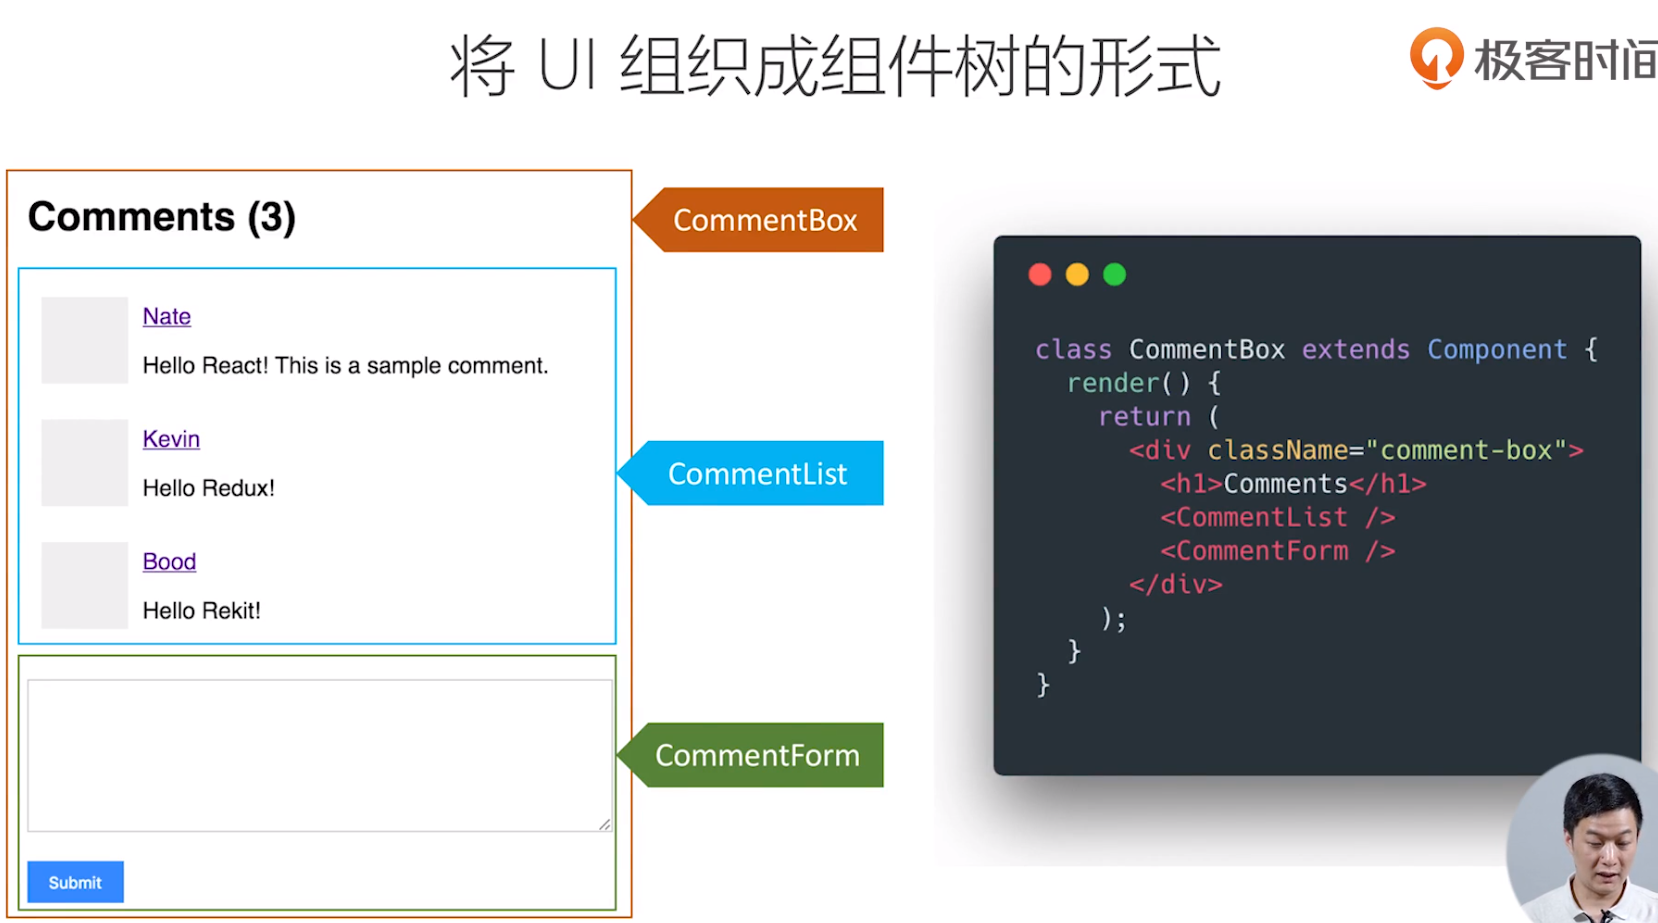 将 UI 组织成组件树的形式
极客时间
Comments (3)
CommentBox
Nate
Hello React! This is a sample comment.
Kevin
Hello Redux!
CommentList
Bood
Hello Rekit!
CommentForm
Submit
class CommentBox extends Component {
render() {
return (
<div className="comment-box">
<h1>Comments</h1>
<CommentList />
<CommentForm />
</div>
);
}
}